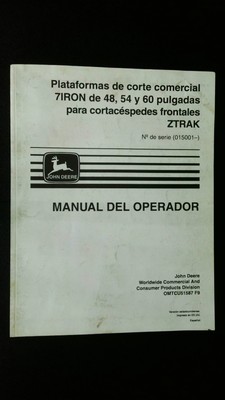 Plataformas de corte comercial
7IRON de 48, 54 y 60 pulgadas
para cortacéspedes frontales
ZTRAK
Nº de serie (015001–)
JOHN DEERE
MANUAL DEL OPERADOR
John Deere
Worldwide Commercial And
Consumer Products Division
OMTCU51587 F9